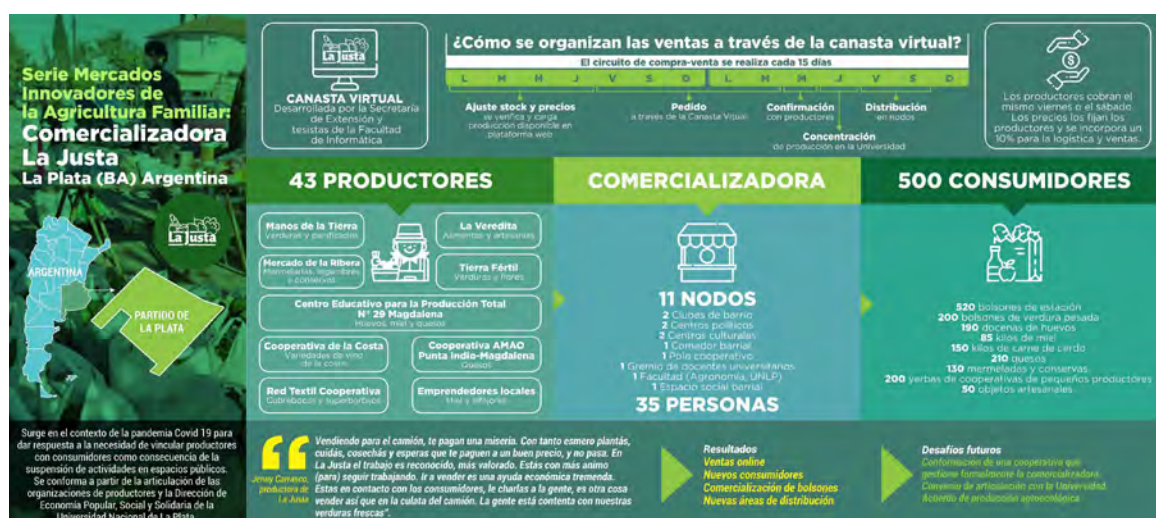 Serie Mercados
Innovadores de
la Agricultura Familiar:
Comercializadora
La Justa
La Plata (BA) Argentina
La Justa
ARGENTINA
PARTIDO DE
LA PLATA
Surge en el contexto de la pandemia Covid 19 para
dar respuesta a la necesidad de vincular productores
con consumidores como consecuencia de la
suspensión de actividades en espacios públicos.
Se conforma a partir de la articulación de las
organizaciones de productores y la Dirección de
Economía Popular, Social y Solidaria de la
Universidad Nacional de La Plata
La Justa
CANASTA VIRTUAL
Desarrollada por la Secretaría
de Extensión y
tesistas de la Facultad
de Informática
¿Cómo se organizan las ventas a través de la canasta virtual?
El circuito de compra-venta se realiza cada 15 días
L M M J V S D L M M J V S D
Ajuste stock y precios
se verifica y carga
producción disponible en
plataforma web
Pedido
a través de la Canasta Virtual
Confirmación
con productores
Concentración
de producción en la Universidad
Distribución
en nodos
Los productores cobran el
mismo viernes o el sábado.
Los precios los fijan los
productores y se incorpora un
10% para la logística y ventas.
43 PRODUCTORES
Manos de la Tierra
Verduras y panificados
La Veredita
Alimentos y artesanías
Mercado de la Ribera
Mermeladas, legumbres
y conservas
Tierra Fértil
Verduras y flores
Centro Educativo para la Producción Total
N° 29 Magdalena
Huevos, miel y quesos
Cooperativa de la Costa
Variedades de vino
de la costa
Cooperativa AMAO
Punta Indio-Magdalena
Quesos
Red Textil Cooperativa
Cubrebocas y
Emprendedores locales
Miel y alfajores
COMERCIALIZADORA
11 NODOS
2 Clubes de barrio
2 Centros políticos
2 Centros culturales
1 Comedor barrial
1 Polo cooperativo
1 Gremio de docentes universitarios
1 Facultad (Agronomía, UNLP)
1 Espacio social barrial
35 PERSONAS
500 CONSUMIDORES
520 bolsones de estación
200 bolsones de verdura pesada
190 docenas de huevos
85 kilos de miel
150 kilos de carne de cerdo
210 quesos
130 mermeladas y conservas
200 yerbas de cooperativas de pequeños productores
50 objetos artesanales
Jenny Carrasco,
productora de
La Justa
Vendiendo para el camión, te pagan una miseria. Con tanto esmero plantás,
cuidás, cosechás y esperas que te paguen a un buen precio, y no pasa. En
La Justa el trabajo es reconocido, más valorado. Estás con más animo
(para) seguir trabajando. Ir a vender es una ayuda económica tremenda.
Estas en contacto con los consumidores, le charlas a la gente, es otra cosa
vender así que en la culata del camión. La gente está contenta con nuestras
verduras frescas”.
Resultados
Ventas online
Nuevos consumidores
Comercialización de bolsones
Nuevas áreas de distribución
Desafíos futuros
Conformación de una cooperativa que
gestione formalmente la comercializadora.
Convenio de articulación con la Universidad.
Acuerdo de producción agroecológica.